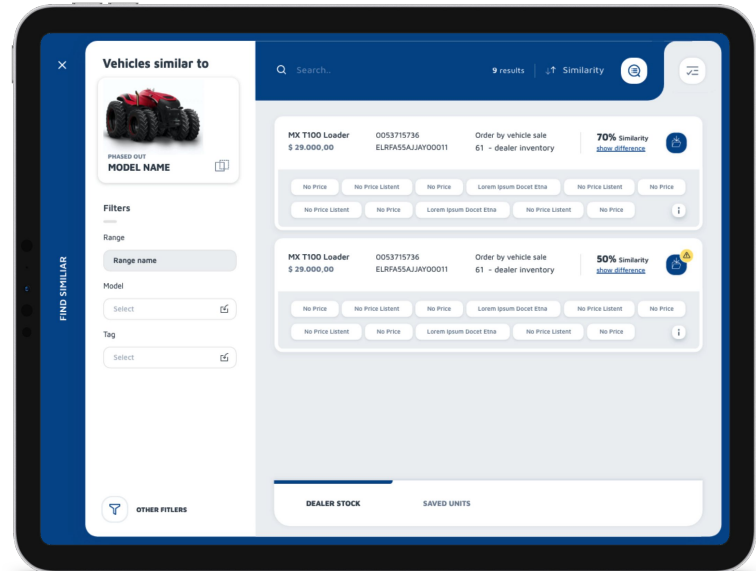 FIND SIMILIAR
Vehicles similar to
PHASED OUT
MODEL NAME
Filters
Range
Range name
Model
Select
Tag
Select
OTHER FITLERS
Search..
9 results
Similarity
MX T100 Loader 0053715736 Order by vehicle sale 70% Similarity
$ 29.000,00 ELRFA55AJJAY00011 61 - dealer inventory show difference
No Price No Price Listent No Price Lorem Ipsum Docet Etna No Price Listent No Price
No Price Listent No Price Lorem Ipsum Docet Etna No Price Listent No Price i
MX T100 Loader 0053715736 Order by vehicle sale 50% Similarity
$ 29.000,00 ELRFA55AJJAY00011 61 - dealer inventory show difference
No Price No Price Listent No Price Lorem Ipsum Docet Etna No Price Listent No Price
No Price Listent No Price Lorem Ipsum Docet Etna No Price Listent No Price i
DEALER STOCK SAVED UNITS